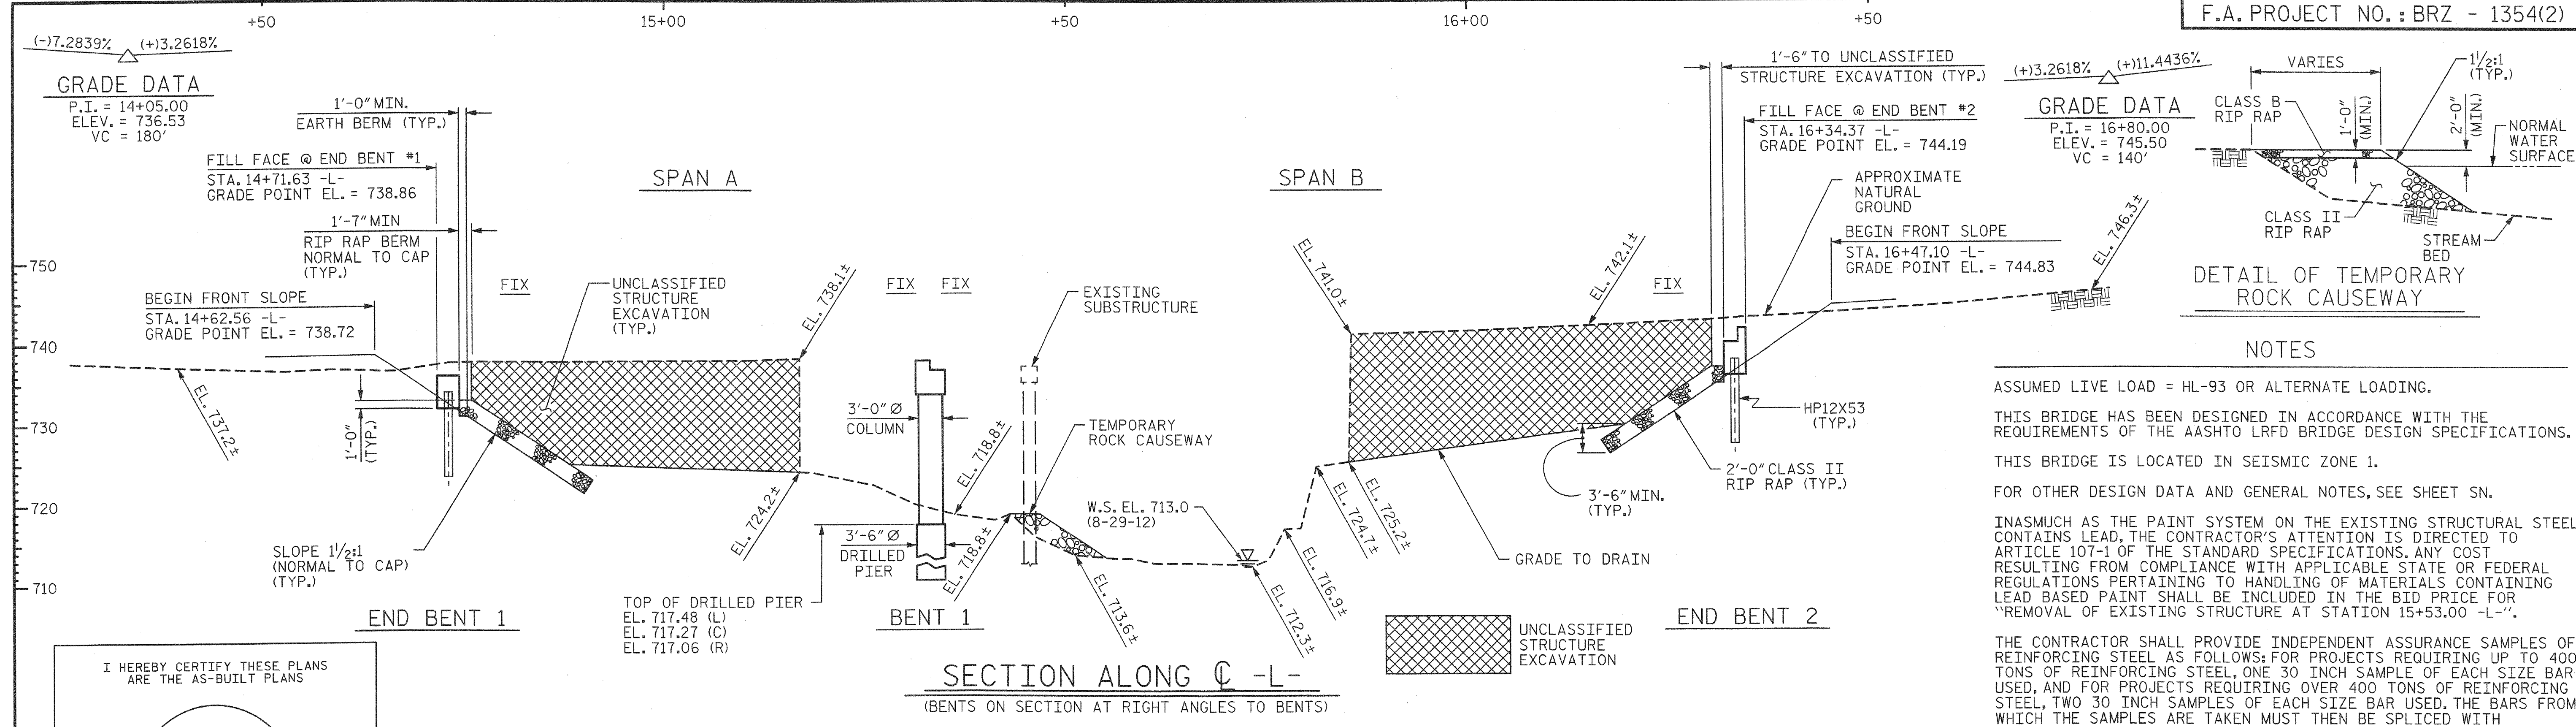 +50
15+00
+50
16+00
+50
F.A. PROJECT NO. : BRZ - 1354(2)
(-)7.2839%
(+)3.2618%
GRADE DATA
P.I. = 14+05.00
ELEV. = 736.53
VC = 180'
1'-0" MIN.
EARTH BERM (TYP.)
FILL FACE @ END BENT #1
STA. 14+71.63 -L-
GRADE POINT EL. = 738.86
1'-7" MIN
RIP RAP BERM
NORMAL TO CAP
(TYP.)
BEGIN FRONT SLOPE
STA. 14+62.56 -L-
GRADE POINT EL. = 738.72
SPAN A
SPAN B
1'-6" TO UNCLASSIFIED
STRUCTURE EXCAVATION (TYP.)
FILL FACE @ END BENT #2
STA. 16+34.37 -L-
GRADE POINT EL. = 744.19
(+)3.2618%
(+)11.4436%
GRADE DATA
P.I. = 16+80.00
ELEV. = 745.50
VC = 140'
APPROXIMATE
NATURAL
GROUND
BEGIN FRONT SLOPE
STA. 16+47.10 -L-
GRADE POINT EL. = 744.83
EL. 746.3±
VARIES
1 1/2:1
(TYP.)
CLASS B
RIP RAP
1'-0"
(MIN.)
2'-0"
(MIN.)
NORMAL
WATER
SURFACE
CLASS II
RIP RAP
STREAM
BED
DETAIL OF TEMPORARY
ROCK CAUSEWAY
750
740
730
720
710
FIX
UNCLASSIFIED
STRUCTURE
EXCAVATION
(TYP.)
EL. 738.1±
FIX
FIX
EXISTING
SUBSTRUCTURE
EL. 741.0±
EL. 742.1±
FIX
EL. 737.2±
1'-0"
(TYP.)
3'-0" Ø
COLUMN
EL. 718.8±
TEMPORARY
ROCK CAUSEWAY
HP12X53
(TYP.)
2'-0" CLASS II
RIP RAP (TYP.)
3'-6" MIN.
(TYP.)
W.S. EL. 713.0
(8-29-12)
EL. 724.2±
3'-6" Ø
DRILLED
PIER
EL. 718.8±
EL. 713.6±
EL. 712.3±
EL. 716.9±
EL. 724.7±
EL. 725.2±
GRADE TO DRAIN
SLOPE 1 1/2:1
(NORMAL TO CAP)
(TYP.)
TOP OF DRILLED PIER
EL. 717.48 (L)
EL. 717.27 (C)
EL. 717.06 (R)
END BENT 1
BENT 1
UNCLASSIFIED
STRUCTURE
EXCAVATION
END BENT 2
SECTION ALONG ℄ -L-
(BENTS ON SECTION AT RIGHT ANGLES TO BENTS)
I HEREBY CERTIFY THESE PLANS
ARE THE AS-BUILT PLANS
NOTES
ASSUMED LIVE LOAD = HL-93 OR ALTERNATE LOADING.
THIS BRIDGE HAS BEEN DESIGNED IN ACCORDANCE WITH THE
REQUIREMENTS OF THE AASHTO LRFD BRIDGE DESIGN SPECIFICATIONS.
THIS BRIDGE IS LOCATED IN SEISMIC ZONE 1.
FOR OTHER DESIGN DATA AND GENERAL NOTES, SEE SHEET SN.
INASMUCH AS THE PAINT SYSTEM ON THE EXISTING STRUCTURAL STEEL
CONTAINS LEAD, THE CONTRACTOR'S ATTENTION IS DIRECTED TO
ARTICLE 107-1 OF THE STANDARD SPECIFICATIONS. ANY COST
RESULTING FROM COMPLIANCE WITH APPLICABLE STATE OR FEDERAL
REGULATIONS PERTAINING TO HANDLING OF MATERIALS CONTAINING
LEAD BASED PAINT SHALL BE INCLUDED IN THE BID PRICE FOR
"REMOVAL OF EXISTING STRUCTURE AT STATION 15+53.00 -L-".
THE CONTRACTOR SHALL PROVIDE INDEPENDENT ASSURANCE SAMPLES OF
REINFORCING STEEL AS FOLLOWS: FOR PROJECTS REQUIRING UP TO 400
TONS OF REINFORCING STEEL, ONE 30 INCH SAMPLE OF EACH SIZE BAR
USED, AND FOR PROJECTS REQUIRING OVER 400 TONS OF REINFORCING
STEEL, TWO 30 INCH SAMPLES OF EACH SIZE BAR USED. THE BARS FROM
WHICH THE SAMPLES ARE TAKEN MUST THEN BE SPLICED WITH